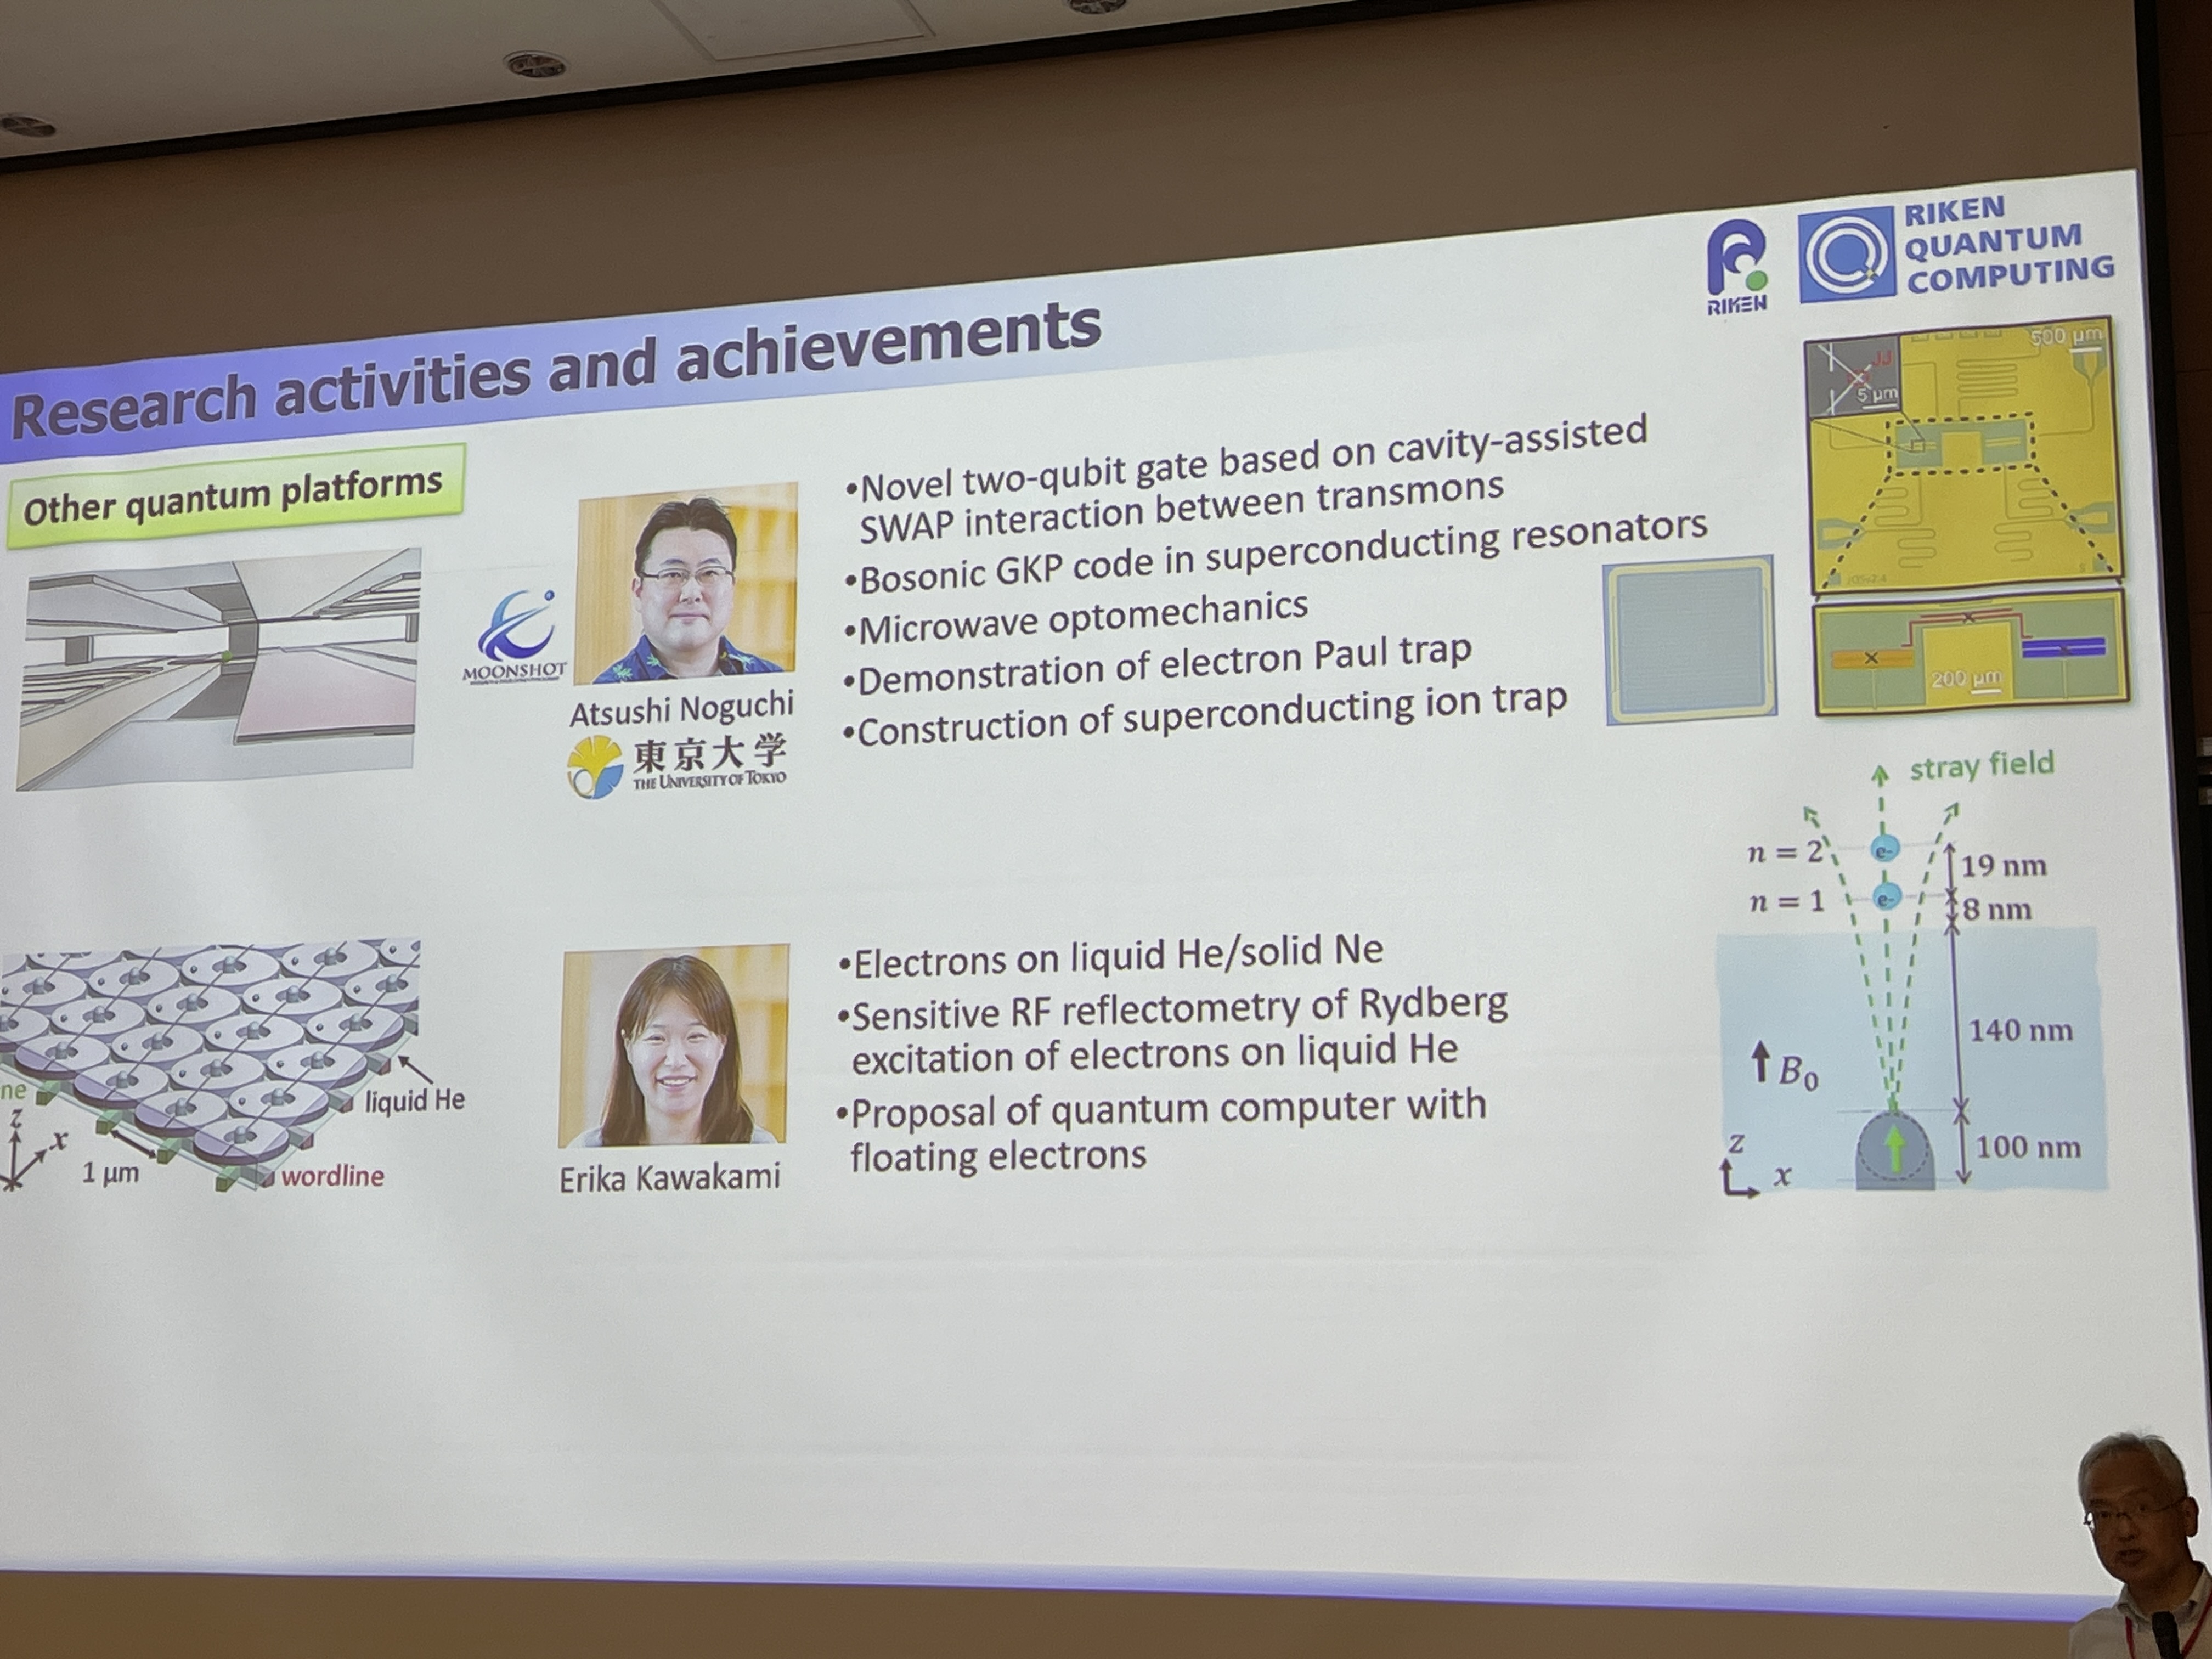 RIKEN
RIKEN
QUANTUM
COMPUTING
Research activities and achievements
Other quantum platforms
MOONSHOT
Atsushi Noguchi
東京大学
THE UNIVERSITY OF TOKYO
•Novel two-qubit gate based on cavity-assisted
SWAP interaction between transmons
•Bosonic GKP code in superconducting resonators
•Microwave optomechanics
•Demonstration of electron Paul trap
•Construction of superconducting ion trap
500 μm
JJ
5 μm
200 μm
liquid He
ne
z
x
1 μm
wordline
Erika Kawakami
•Electrons on liquid He/solid Ne
•Sensitive RF reflectometry of Rydberg
excitation of electrons on liquid He
•Proposal of quantum computer with
floating electrons
stray field
n = 2
e-
19 nm
n = 1
e-
8 nm
140 nm
B₀
100 nm
z
x